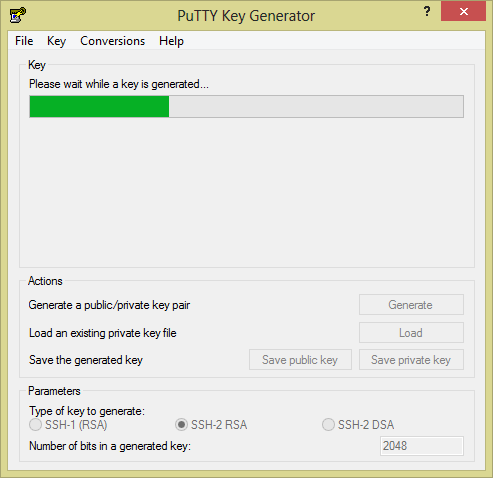 PuTTY Key Generator
? ×
File Key Conversions Help
Key
Please wait while a key is generated...
Actions
Generate a public/private key pair
Generate
Load an existing private key file
Load
Save the generated key
Save public key
Save private key
Parameters
Type of key to generate:
SSH-1 (RSA)
SSH-2 RSA
SSH-2 DSA
Number of bits in a generated key:
2048